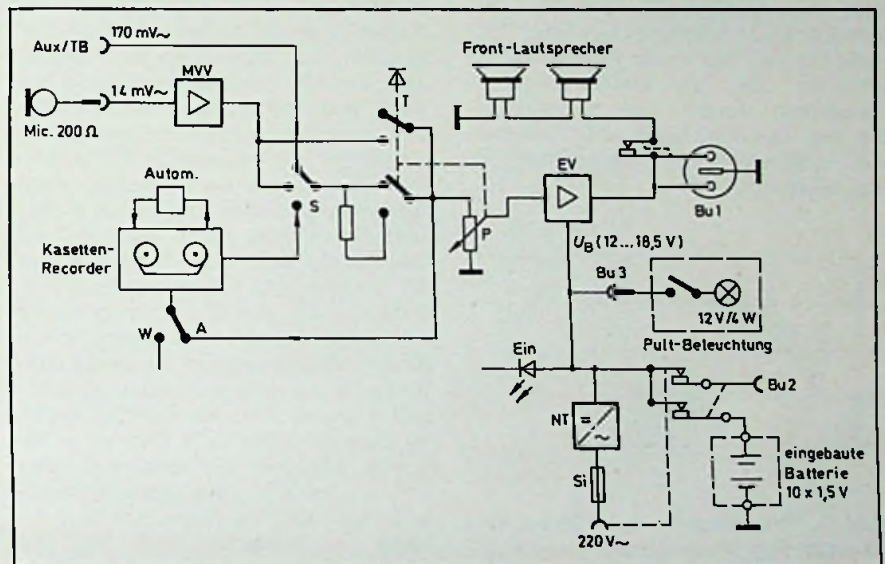 Aux/TB
170 mV~
MVV
14 mV~
Mic. 200 Ω
Front-Lautsprecher
T
Autom.
S
EV
Bu1
P
Kasetten-
Recorder
U_B (12...18,5 V)
Bu 3
12 V/4 W
Pult-Beleuchtung
W
A
Ein
Bu2
NT
=
~
Si
eingebaute
Batterie
10 x 1,5 V
220 V~